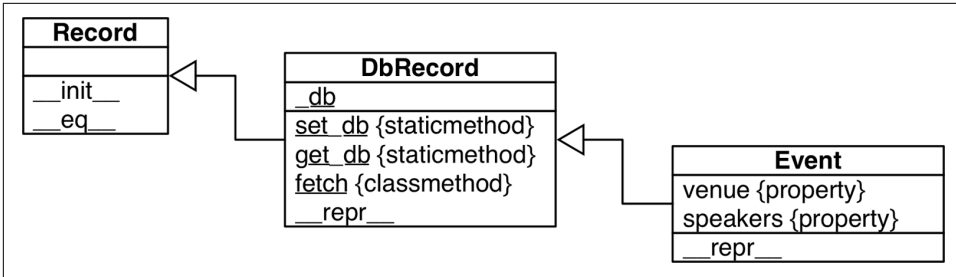 Record
__init__
__eq__
DbRecord
_db
set_db {staticmethod}
get_db {staticmethod}
fetch {classmethod}
__repr__
Event
venue {property}
speakers {property}
__repr__